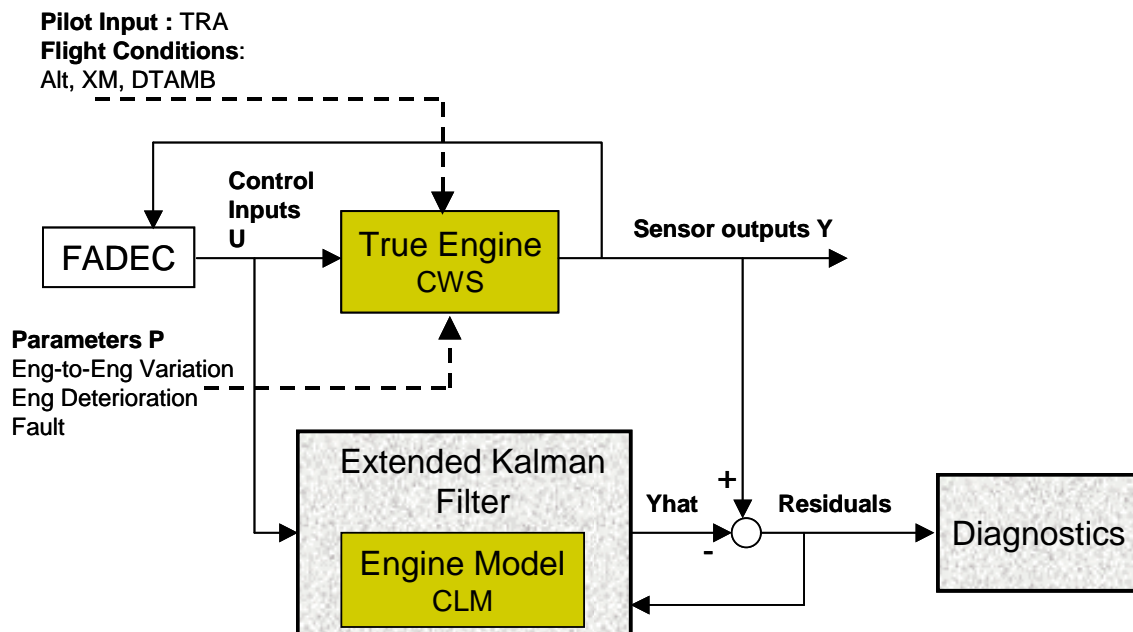 Pilot Input : TRA
Flight Conditions:
Alt, XM, DTAMB
Control
Inputs
U
FADEC
True Engine
CWS
Sensor outputs Y
Parameters P
Eng-to-Eng Variation
Eng Deterioration
Fault
Extended Kalman
Filter
Engine Model
CLM
Yhat
+
-
Residuals
Diagnostics